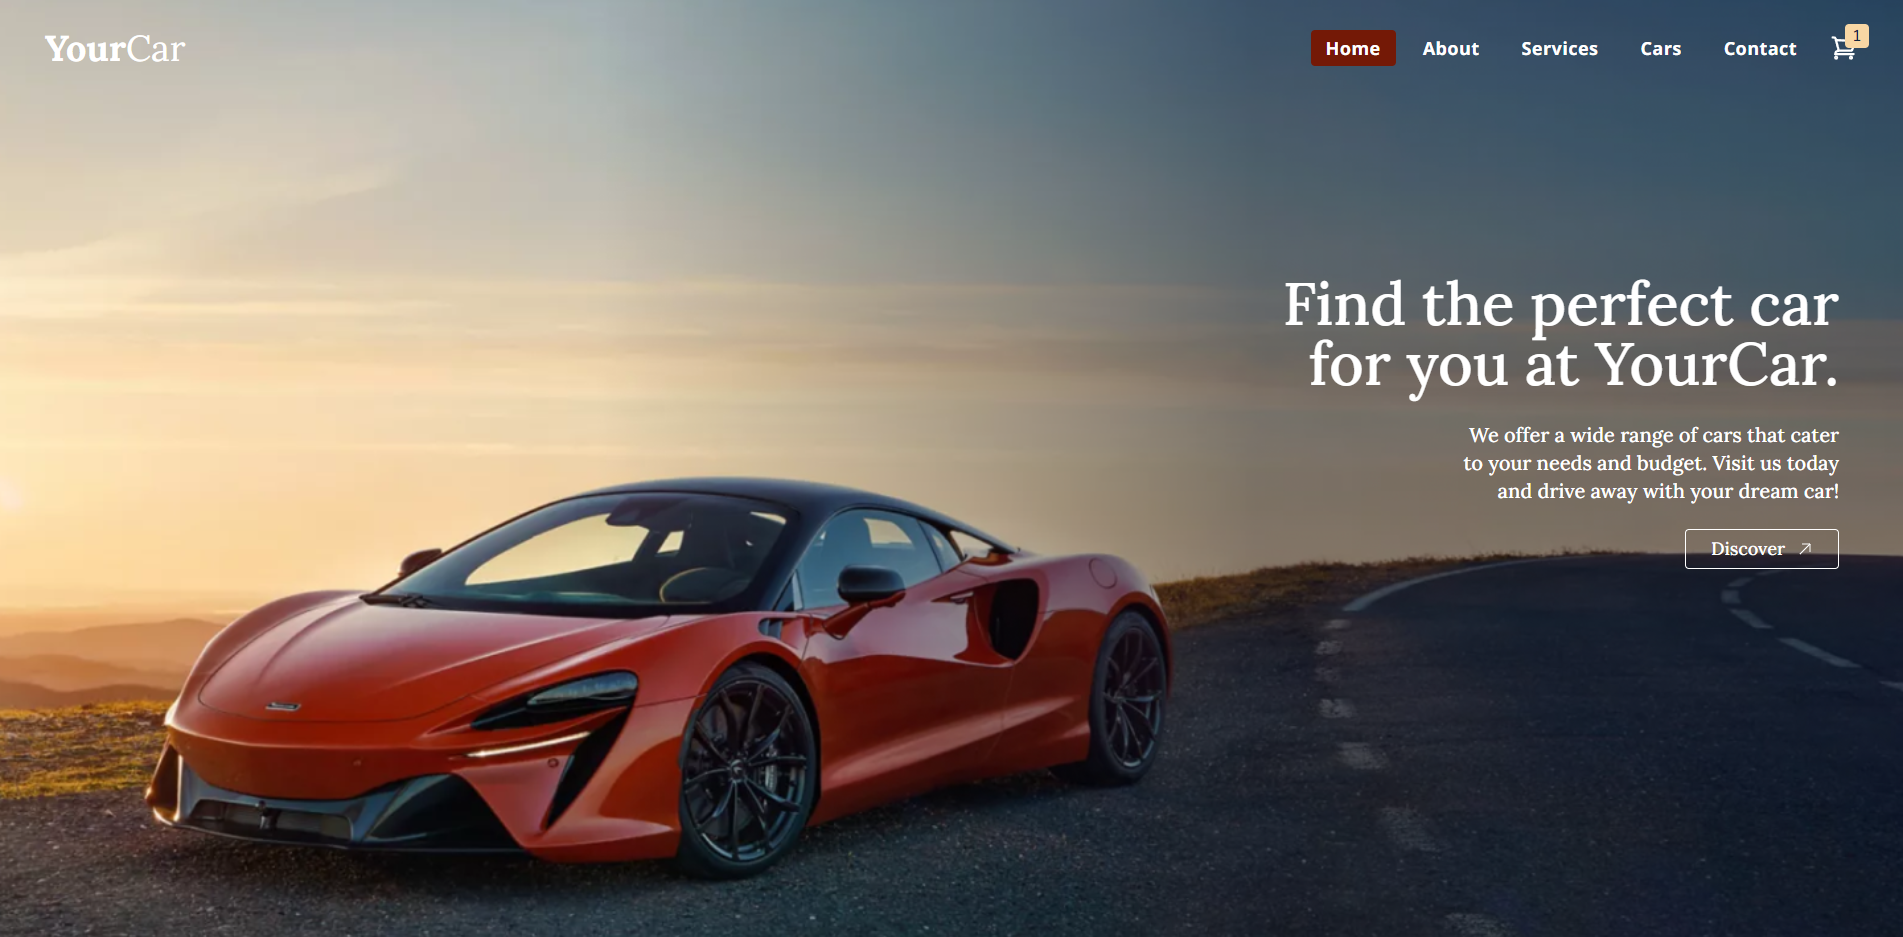 YourCar
Home About Services Cars Contact 1
Find the perfect car
for you at YourCar.
We offer a wide range of cars that cater
to your needs and budget. Visit us today
and drive away with your dream car!
Discover